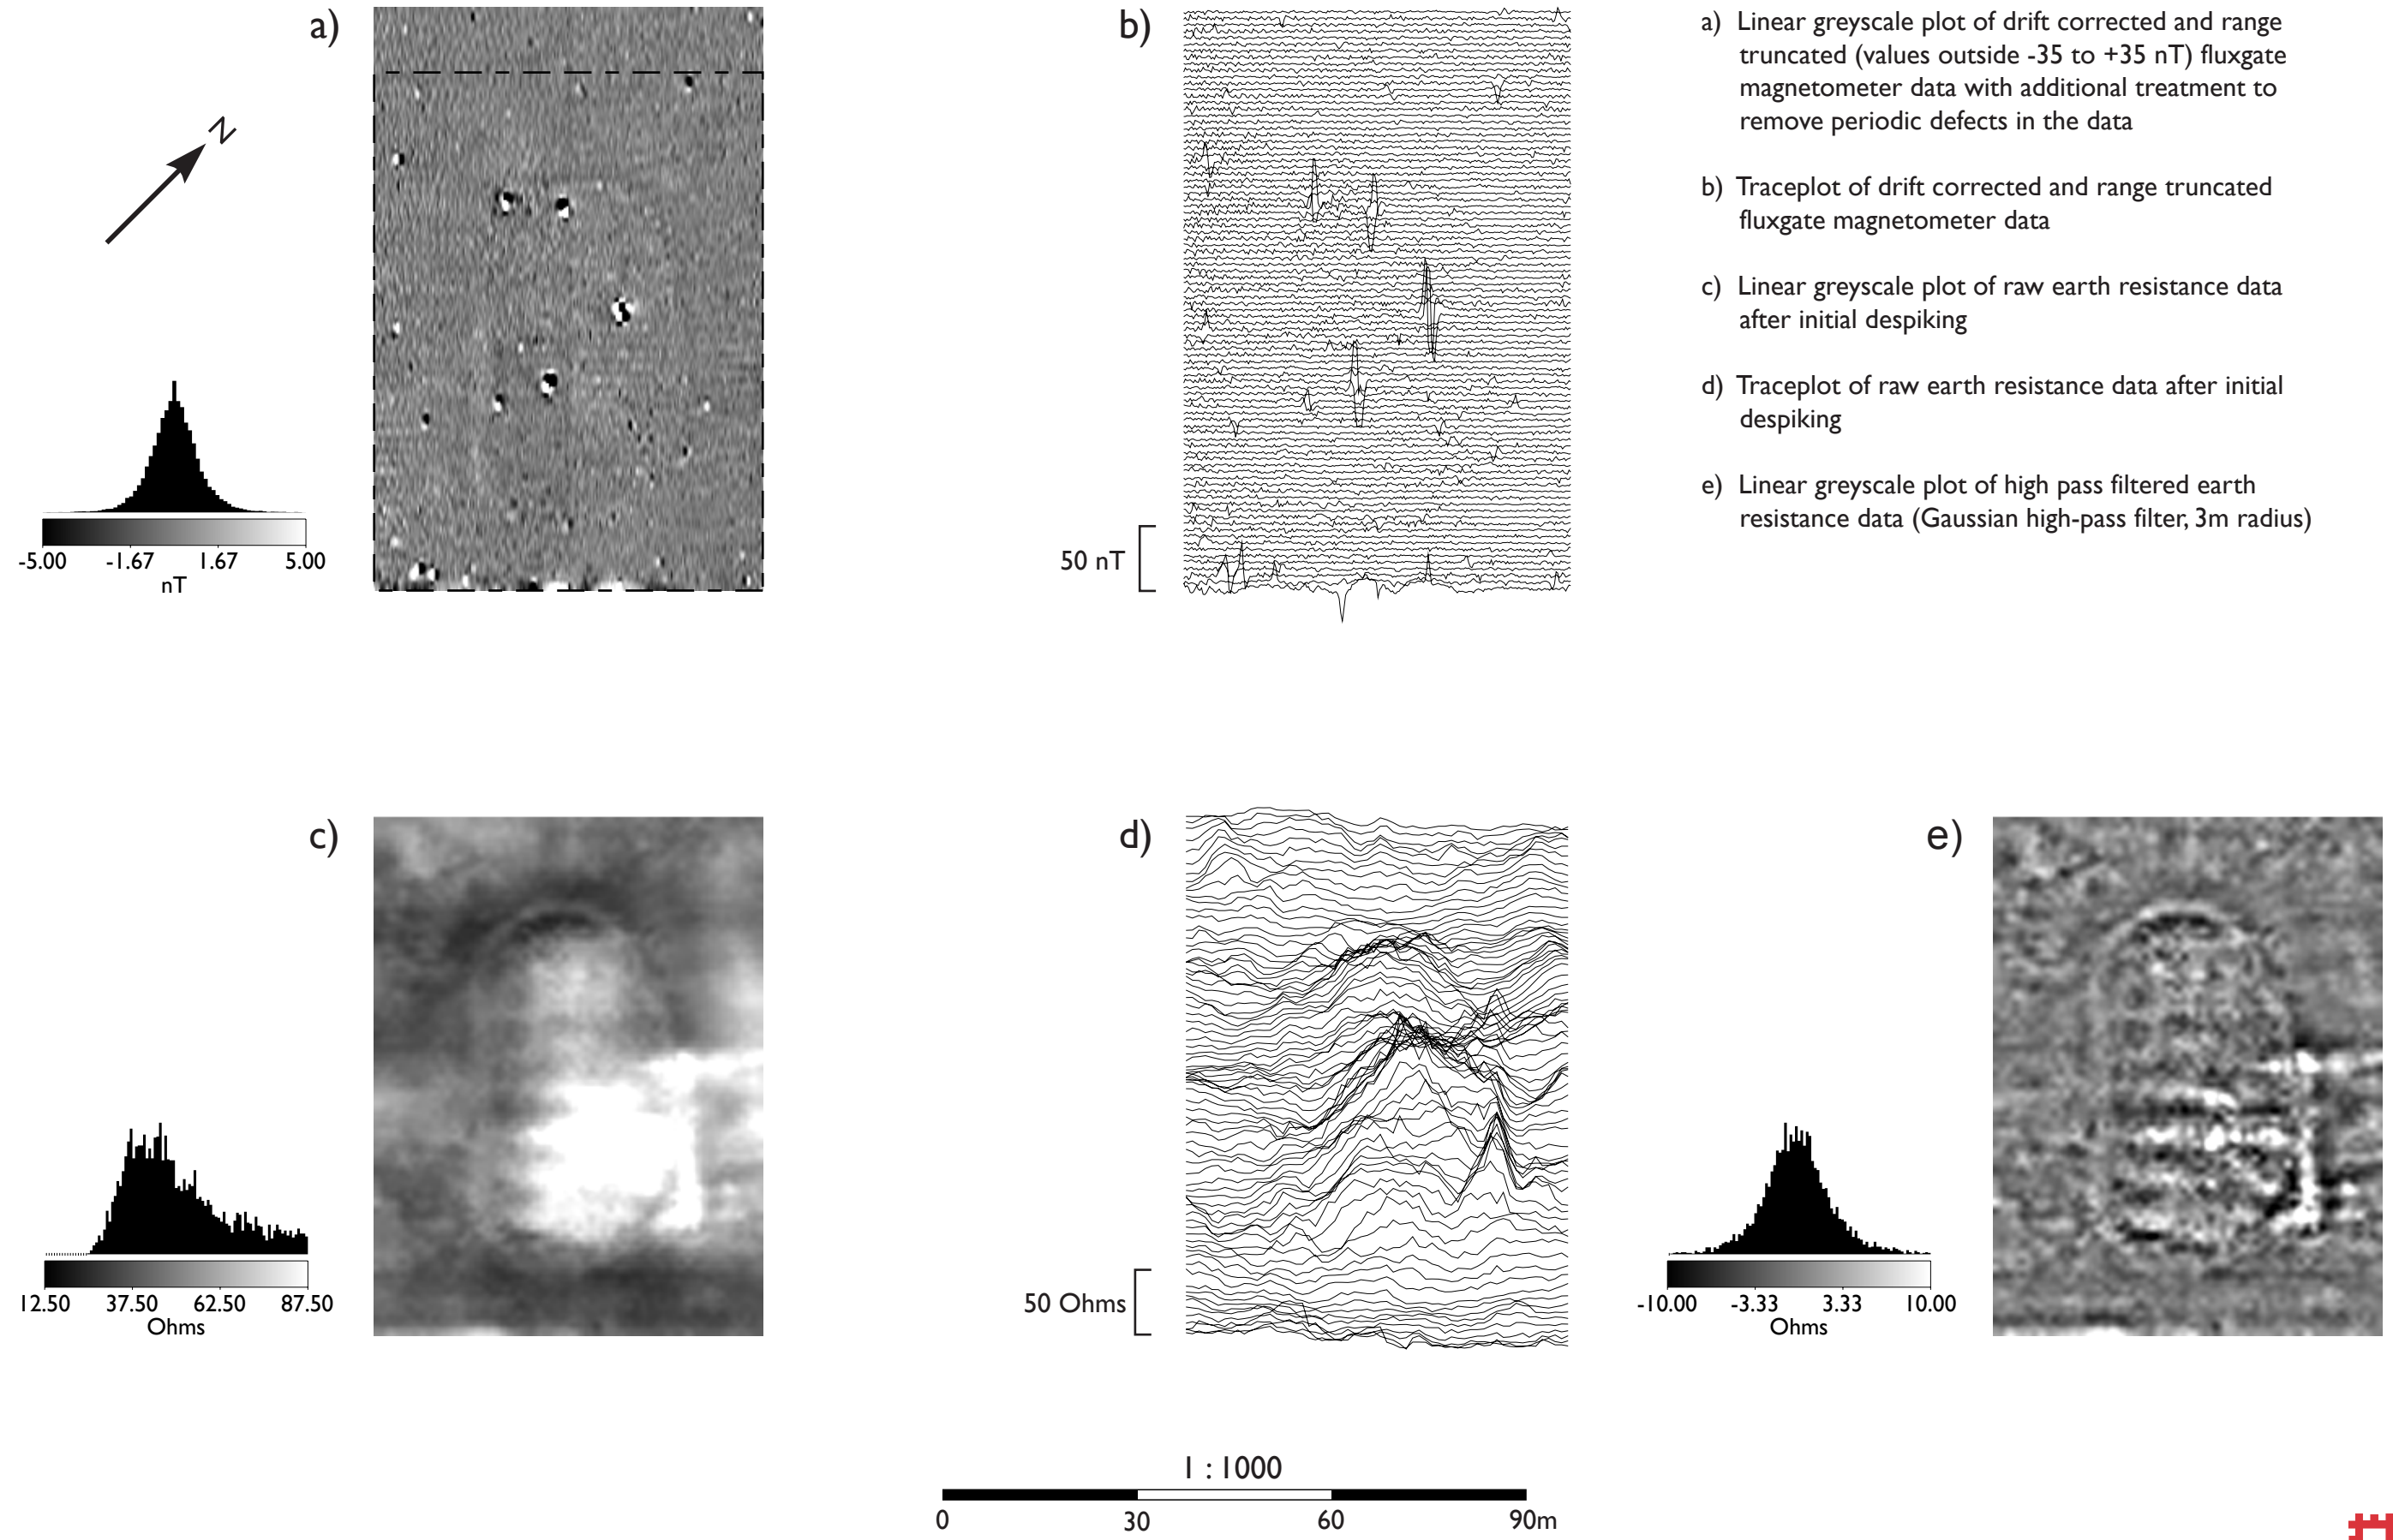 a)
N
-5.00 -1.67 1.67 5.00
nT
b)
50 nT
a) Linear greyscale plot of drift corrected and range
truncated (values outside -35 to +35 nT) fluxgate
magnetometer data with additional treatment to
remove periodic defects in the data
b) Traceplot of drift corrected and range truncated
fluxgate magnetometer data
c) Linear greyscale plot of raw earth resistance data
after initial despiking
d) Traceplot of raw earth resistance data after initial
despiking
e) Linear greyscale plot of high pass filtered earth
resistance data (Gaussian high-pass filter, 3m radius)
c)
12.50 37.50 62.50 87.50
Ohms
d)
50 Ohms
e)
-10.00 -3.33 3.33 10.00
Ohms
1 : 1000
0 30 60 90m